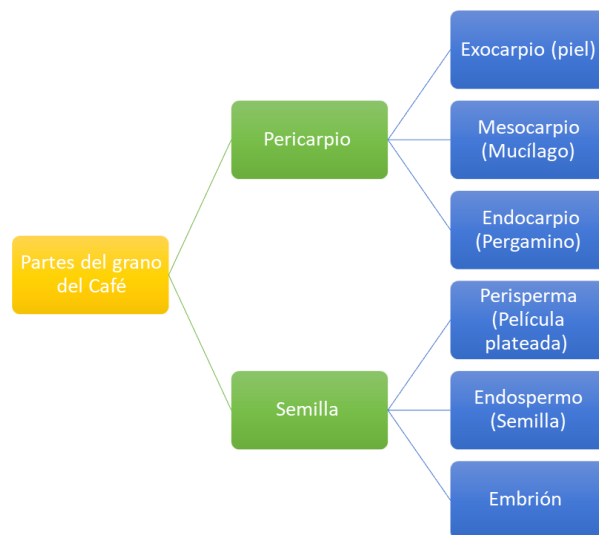 Partes del grano
del Café
Pericarpio
Exocarpio (piel)
Mesocarpio
(Mucílago)
Endocarpio
(Pergamino)
Semilla
Perisperma
(Película
plateada)
Endospermo
(Semilla)
Embrión